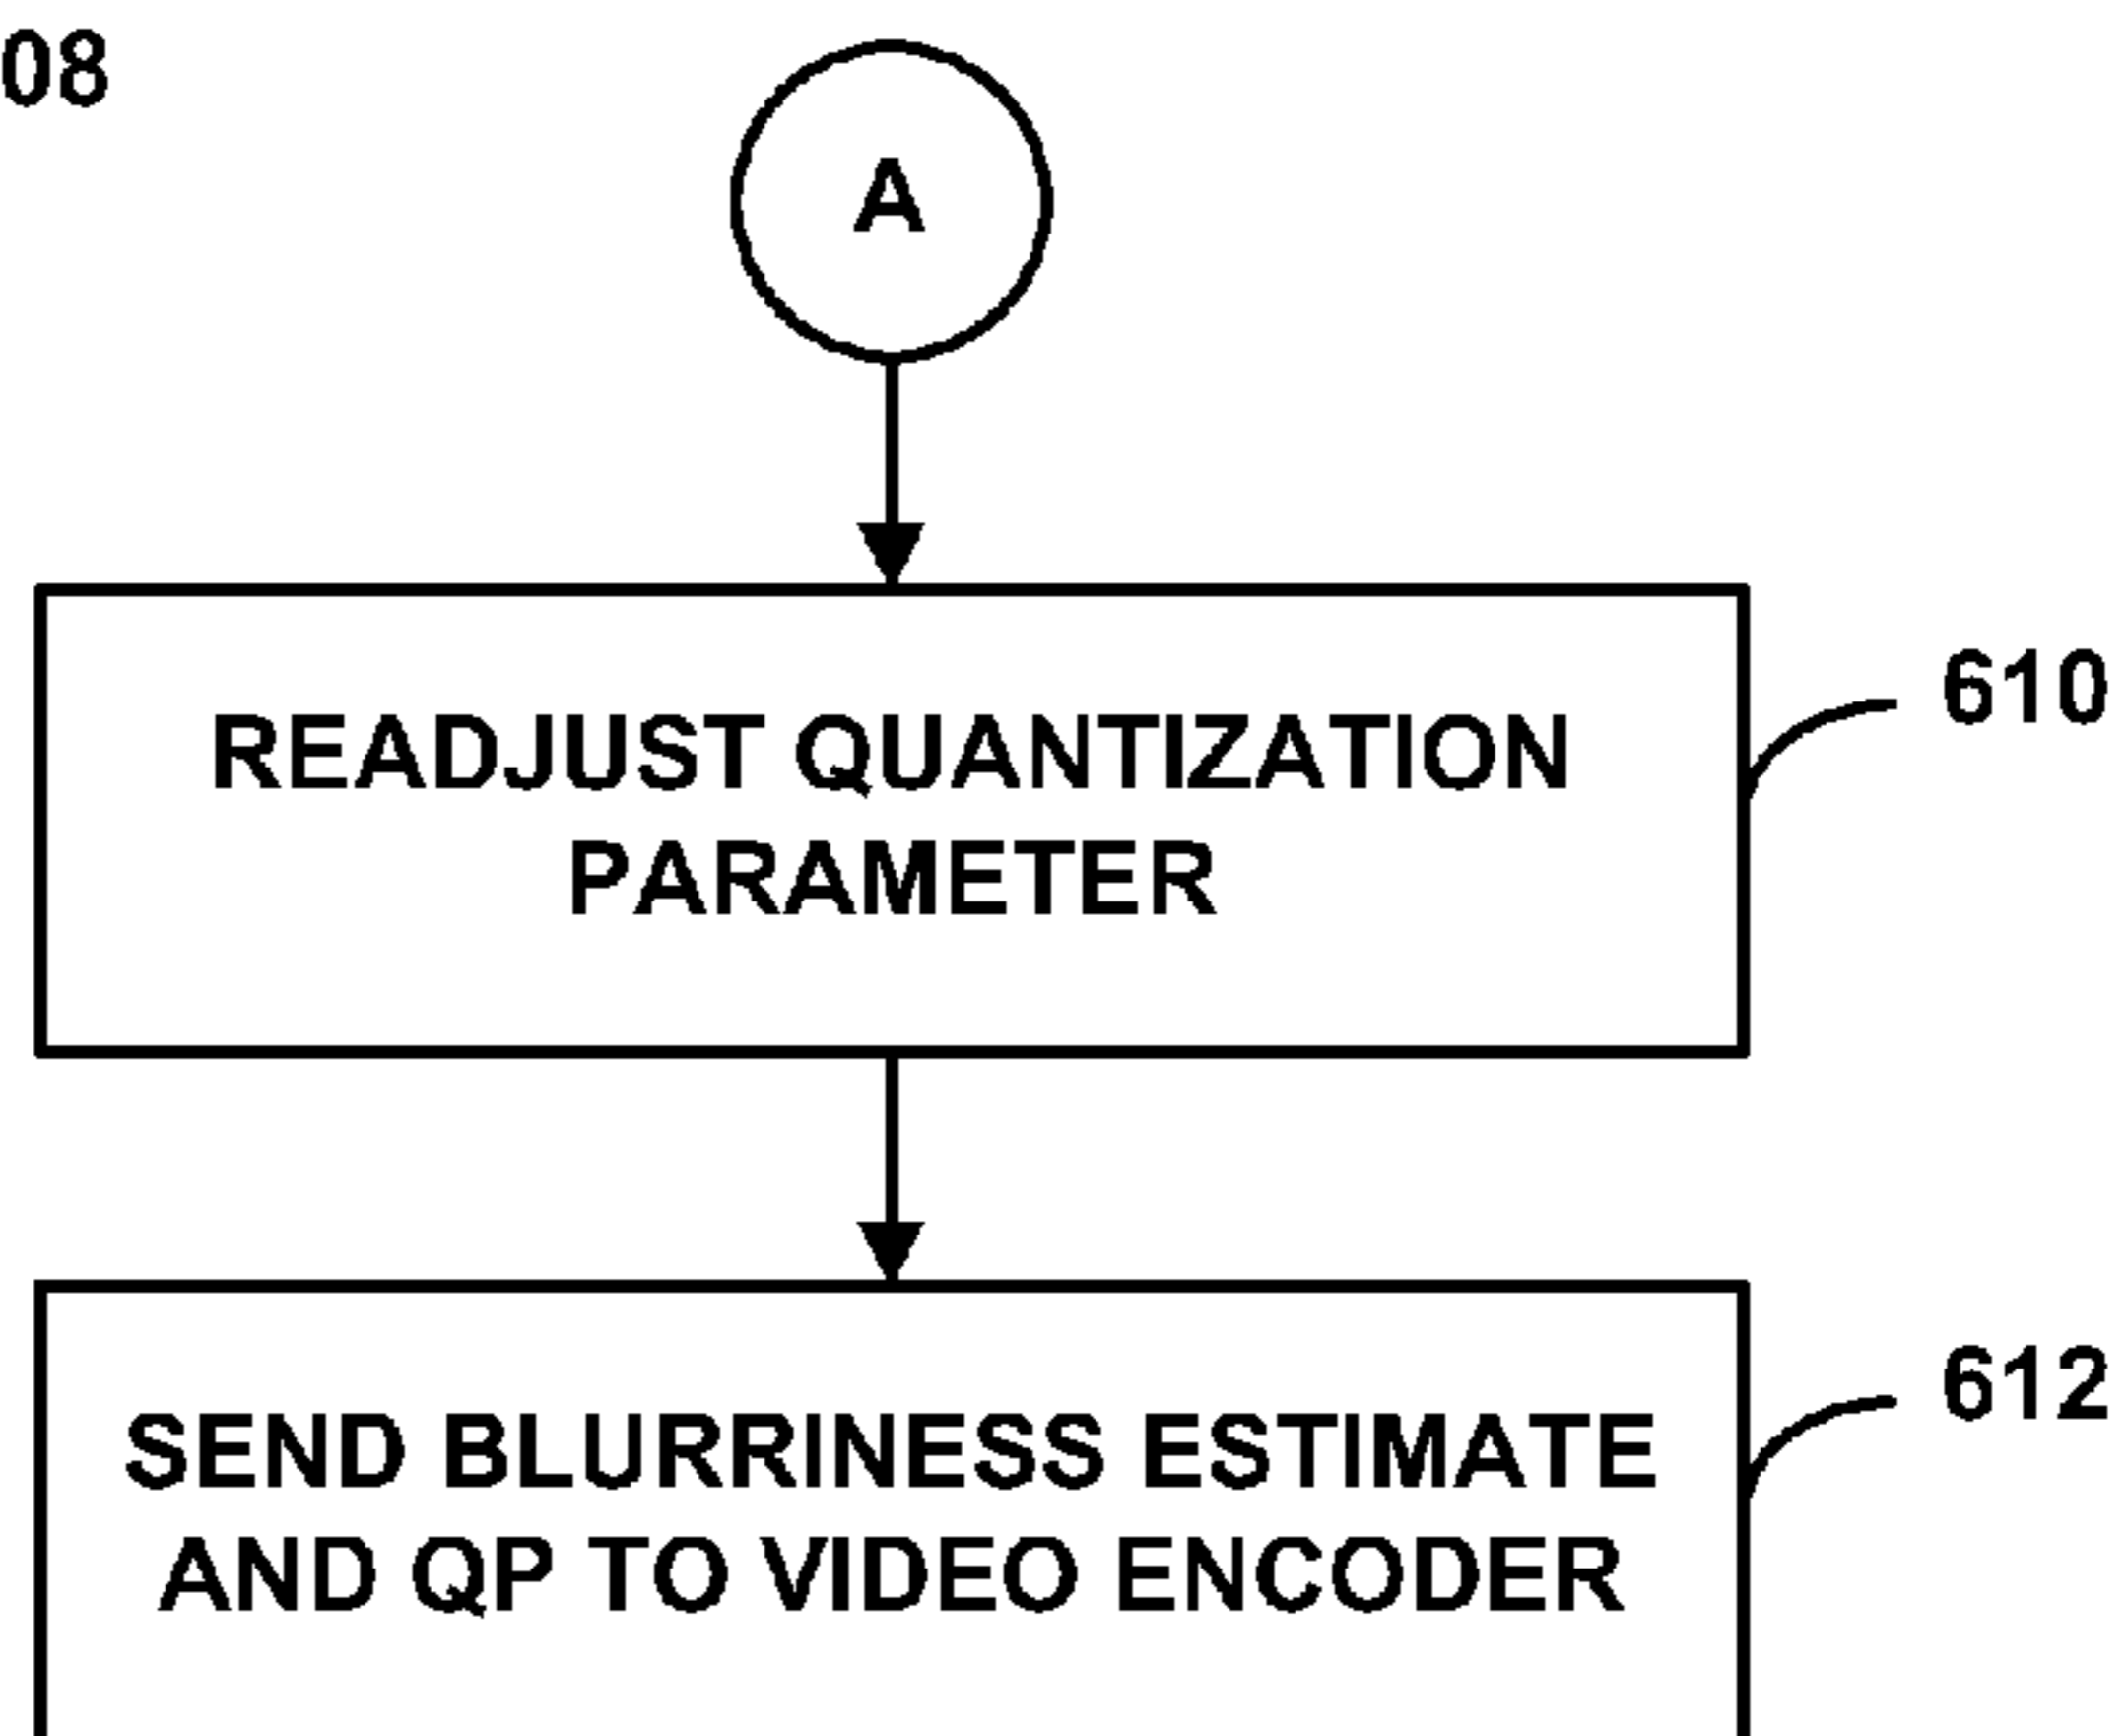 08
A
READJUST QUANTIZATION
PARAMETER
610
SEND BLURRINESS ESTIMATE
AND QP TO VIDEO ENCODER
612